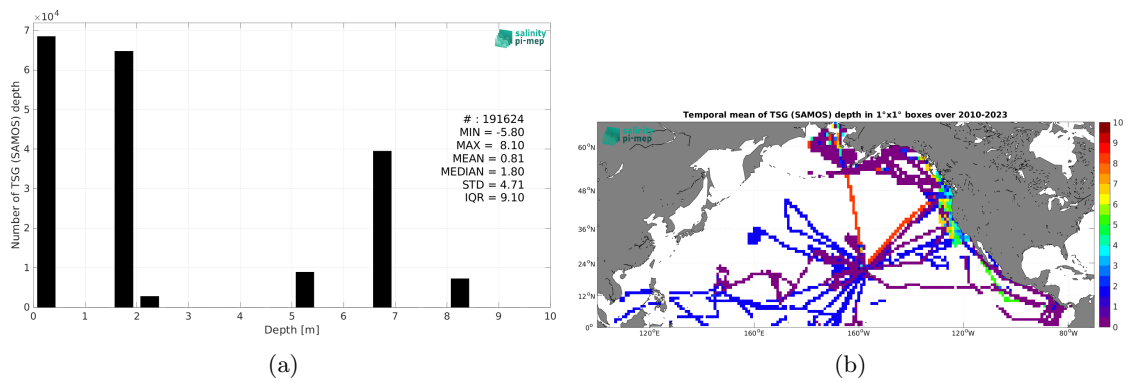 ×10⁴
7
6
5
4
3
2
1
0
Number of TSG (SAMOS) depth
salinity
pi-mep
# : 191624
MIN = -5.80
MAX = 8.10
MEAN = 0.81
MEDIAN = 1.80
STD = 4.71
IQR = 9.10
0 1 2 3 4 5 6 7 8 9 10
Depth [m]
(a)
Temporal mean of TSG (SAMOS) depth in 1°x1° boxes over 2010-2023
salinity
pi-mep
60°N
48°N
36°N
24°N
12°N
0°
120°E 160°E 160°W 120°W 80°W
10
9
8
7
6
5
4
3
2
1
0
(b)